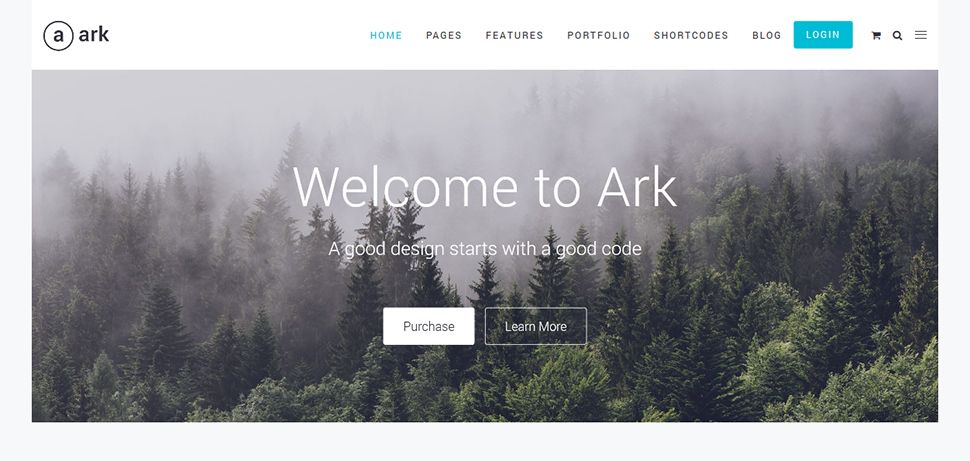 a ark
HOME PAGES FEATURES PORTFOLIO SHORTCODES BLOG LOGIN
Welcome to Ark
A good design starts with a good code
Purchase Learn More